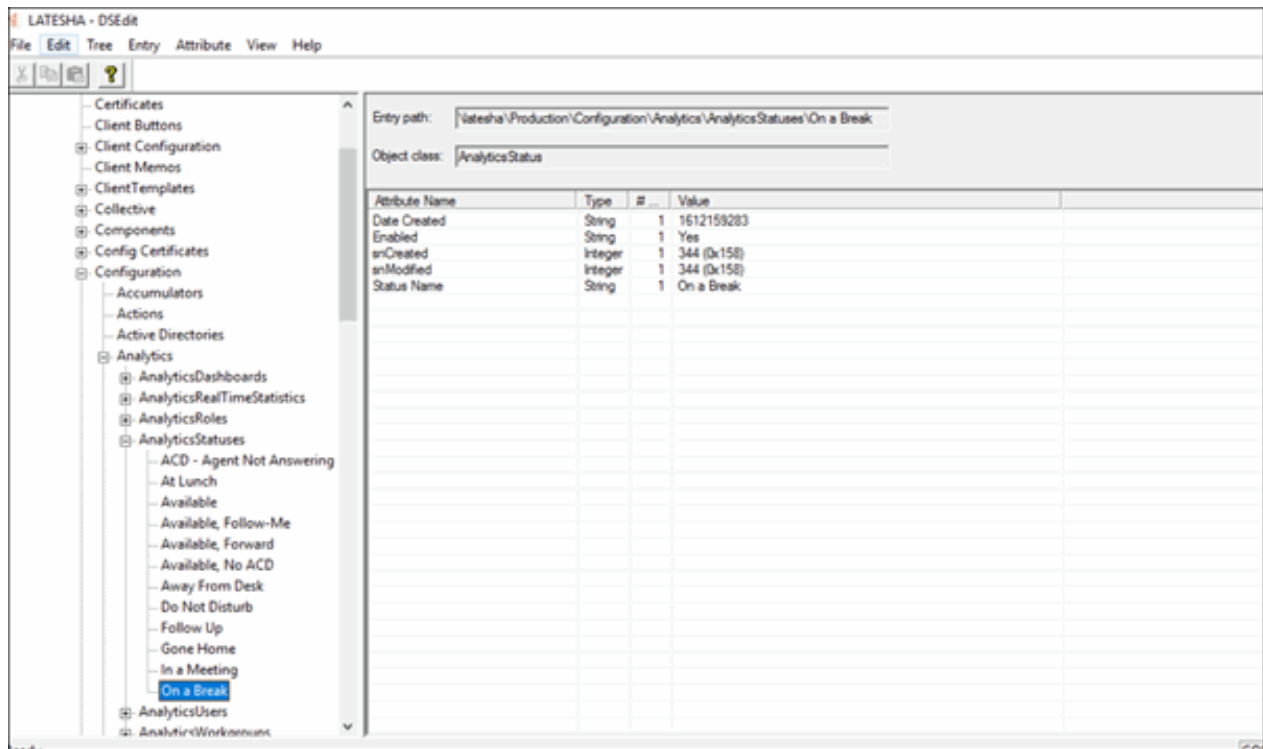 LATESHA - DSEdit
File Edit Tree Entry Attribute View Help
Certificates
Client Buttons
Client Configuration
Client Memos
ClientTemplates
Collective
Components
Config Certificates
Configuration
Accumulators
Actions
Active Directories
Analytics
AnalyticsDashboards
AnalyticsRealTimeStatistics
AnalyticsRoles
AnalyticsStatuses
ACD - Agent Not Answering
At Lunch
Available
Available, Follow-Me
Available, Forward
Available, No ACD
Away From Desk
Do Not Disturb
Follow Up
Gone Home
In a Meeting
On a Break
AnalyticsUsers
AnalyticsWorkgroups
Entry path: \latesha\Production\Configuration\Analytics\AnalyticsStatuses\On a Break
Object class: AnalyticsStatus
Attribute Name Type # ... Value
Date Created String 1 1612159283
Enabled String 1 Yes
snCreated Integer 1 344 (0x158)
snModified Integer 1 344 (0x158)
Status Name String 1 On a Break